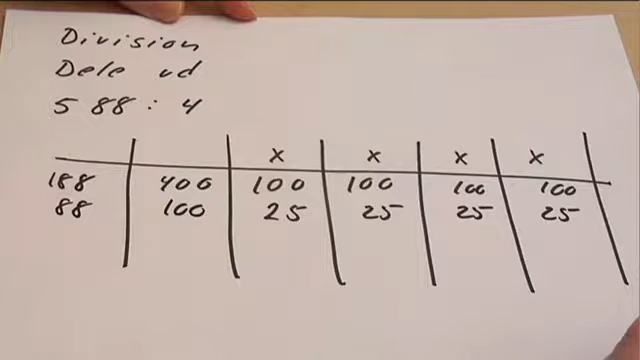 Division
Dele ud
588 : 4
x x x x
188 400 100 100 100 100
88 100 25 25 25 25